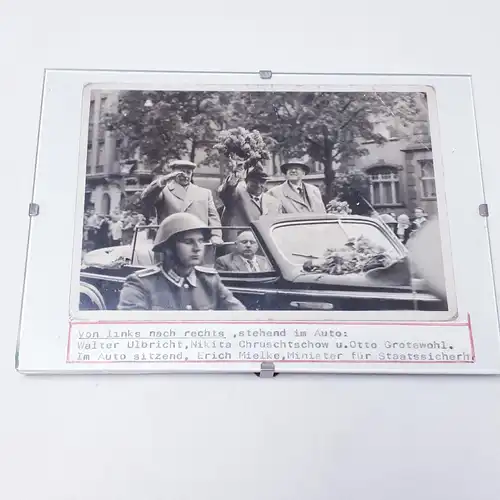 Von links nach rechts ,stehend im Auto:
Walter Ulbricht,Nikita Chruschtschow u.Otto Grotewohl.
Im Auto sitzend, Erich Mielke,Minister für Staatssicherh